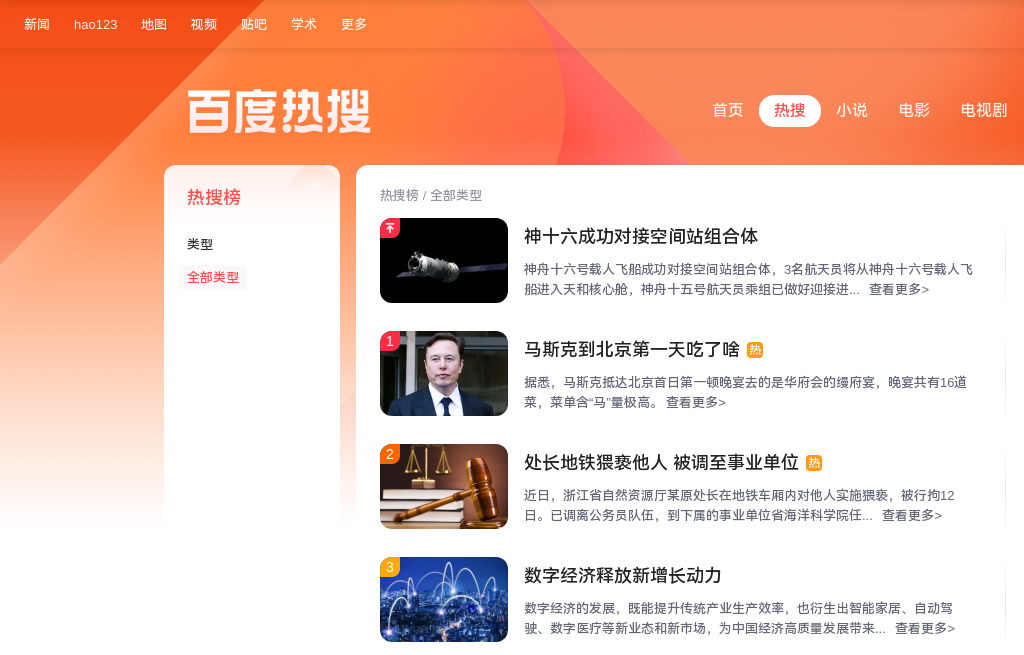 新闻 hao123 地图 视频 贴吧 学术 更多
百度热搜
首页 热搜 小说 电影 电视剧
热搜榜
类型
全部类型
热搜榜 / 全部类型
神十六成功对接空间站组合体
神舟十六号载人飞船成功对接空间站组合体，3名航天员将从神舟十六号载人飞
船进入天和核心舱，神舟十五号航天员乘组已做好迎接进... 查看更多>
1
马斯克到北京第一天吃了啥 热
据悉，马斯克抵达北京首日第一顿晚宴去的是华府会的缦府宴，晚宴共有16道
菜，菜单含“马”量极高。 查看更多>
2
处长地铁猥亵他人 被调至事业单位 热
近日，浙江省自然资源厅某原处长在地铁车厢内对他人实施猥亵，被行拘12
日。已调离公务员队伍，到下属的事业单位省海洋科学院任... 查看更多>
3
数字经济释放新增长动力
数字经济的发展，既能提升传统产业生产效率，也衍生出智能家居、自动驾
驶、数字医疗等新业态和新市场，为中国经济高质量发展带来... 查看更多>